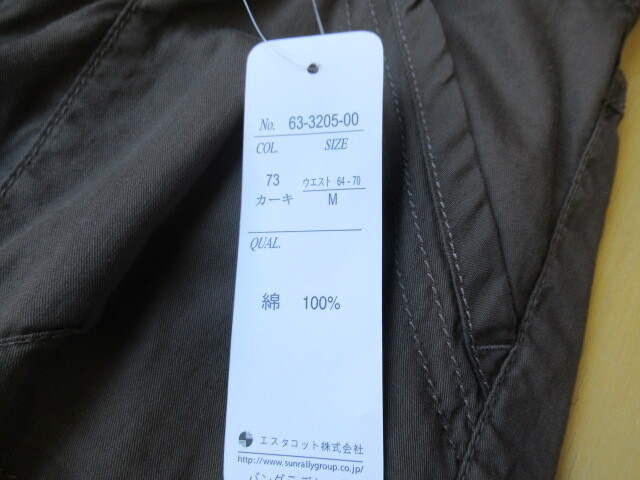 No. 63-3205-00
COL. SIZE
73 ウエスト 64-70
カーキ M
QUAL.
綿 100%
エスタコット株式会社
http://www.sunrallygroup.co.jp/